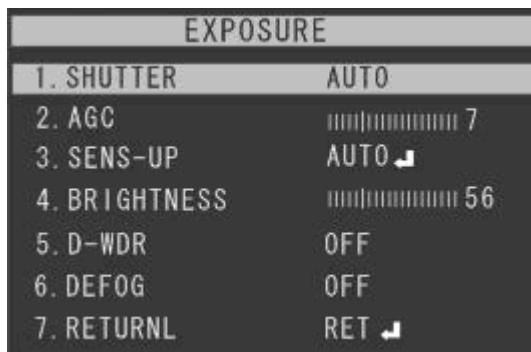 EXPOSURE
1. SHUTTER AUTO
2. AGC 7
3. SENS-UP AUTO
4. BRIGHTNESS 56
5. D-WDR OFF
6. DEFOG OFF
7. RETURNL RET